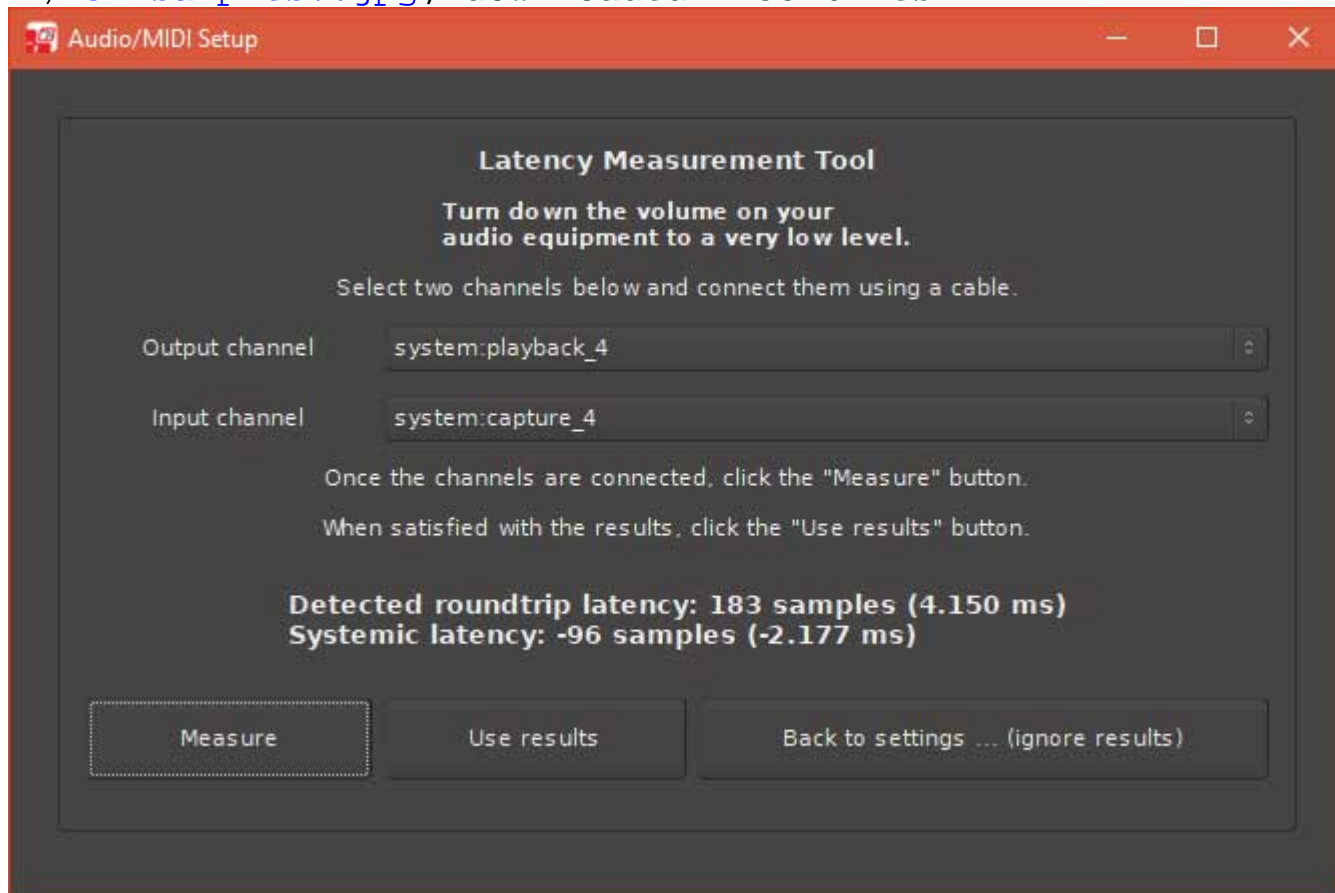 Audio/MIDI Setup
Latency Measurement Tool
Turn down the volume on your
audio equipment to a very low level.
Select two channels below and connect them using a cable.
Output channel system:playback_4
Input channel system:capture_4
Once the channels are connected, click the "Measure" button.
When satisfied with the results, click the "Use results" button.
Detected roundtrip latency: 183 samples (4.150 ms)
Systemic latency: -96 samples (-2.177 ms)
Measure Use results Back to settings ... (ignore results)